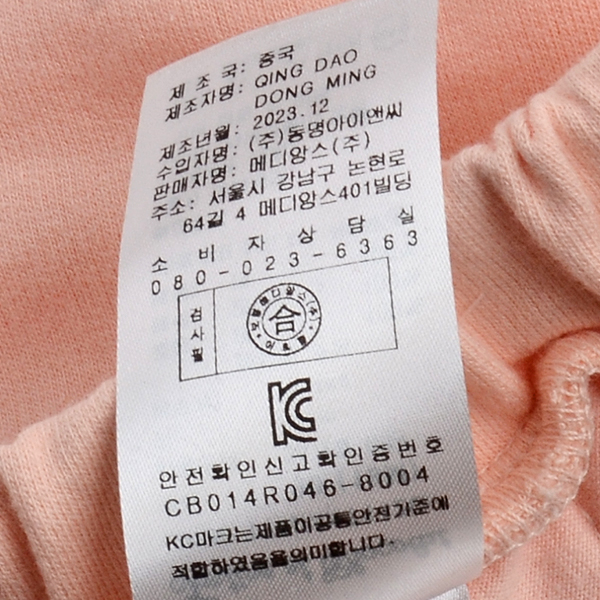 제 조 국: 중국
제조자명: QING DAO
DONG MING
제조년월: 2023.12
수입자명: (주)동명아이앤씨
판매자명: 메디앙스(주)
주소: 서울시 강남구 논현로
64길 4 메디앙스401빌딩
소 비 자 상 담 실
080-023-6363
검사필
合
KC
안전확인신고확인증번호
CB014R046-8004
KC마크는제품이공통안전기준에
적합하였음을의미합니다.